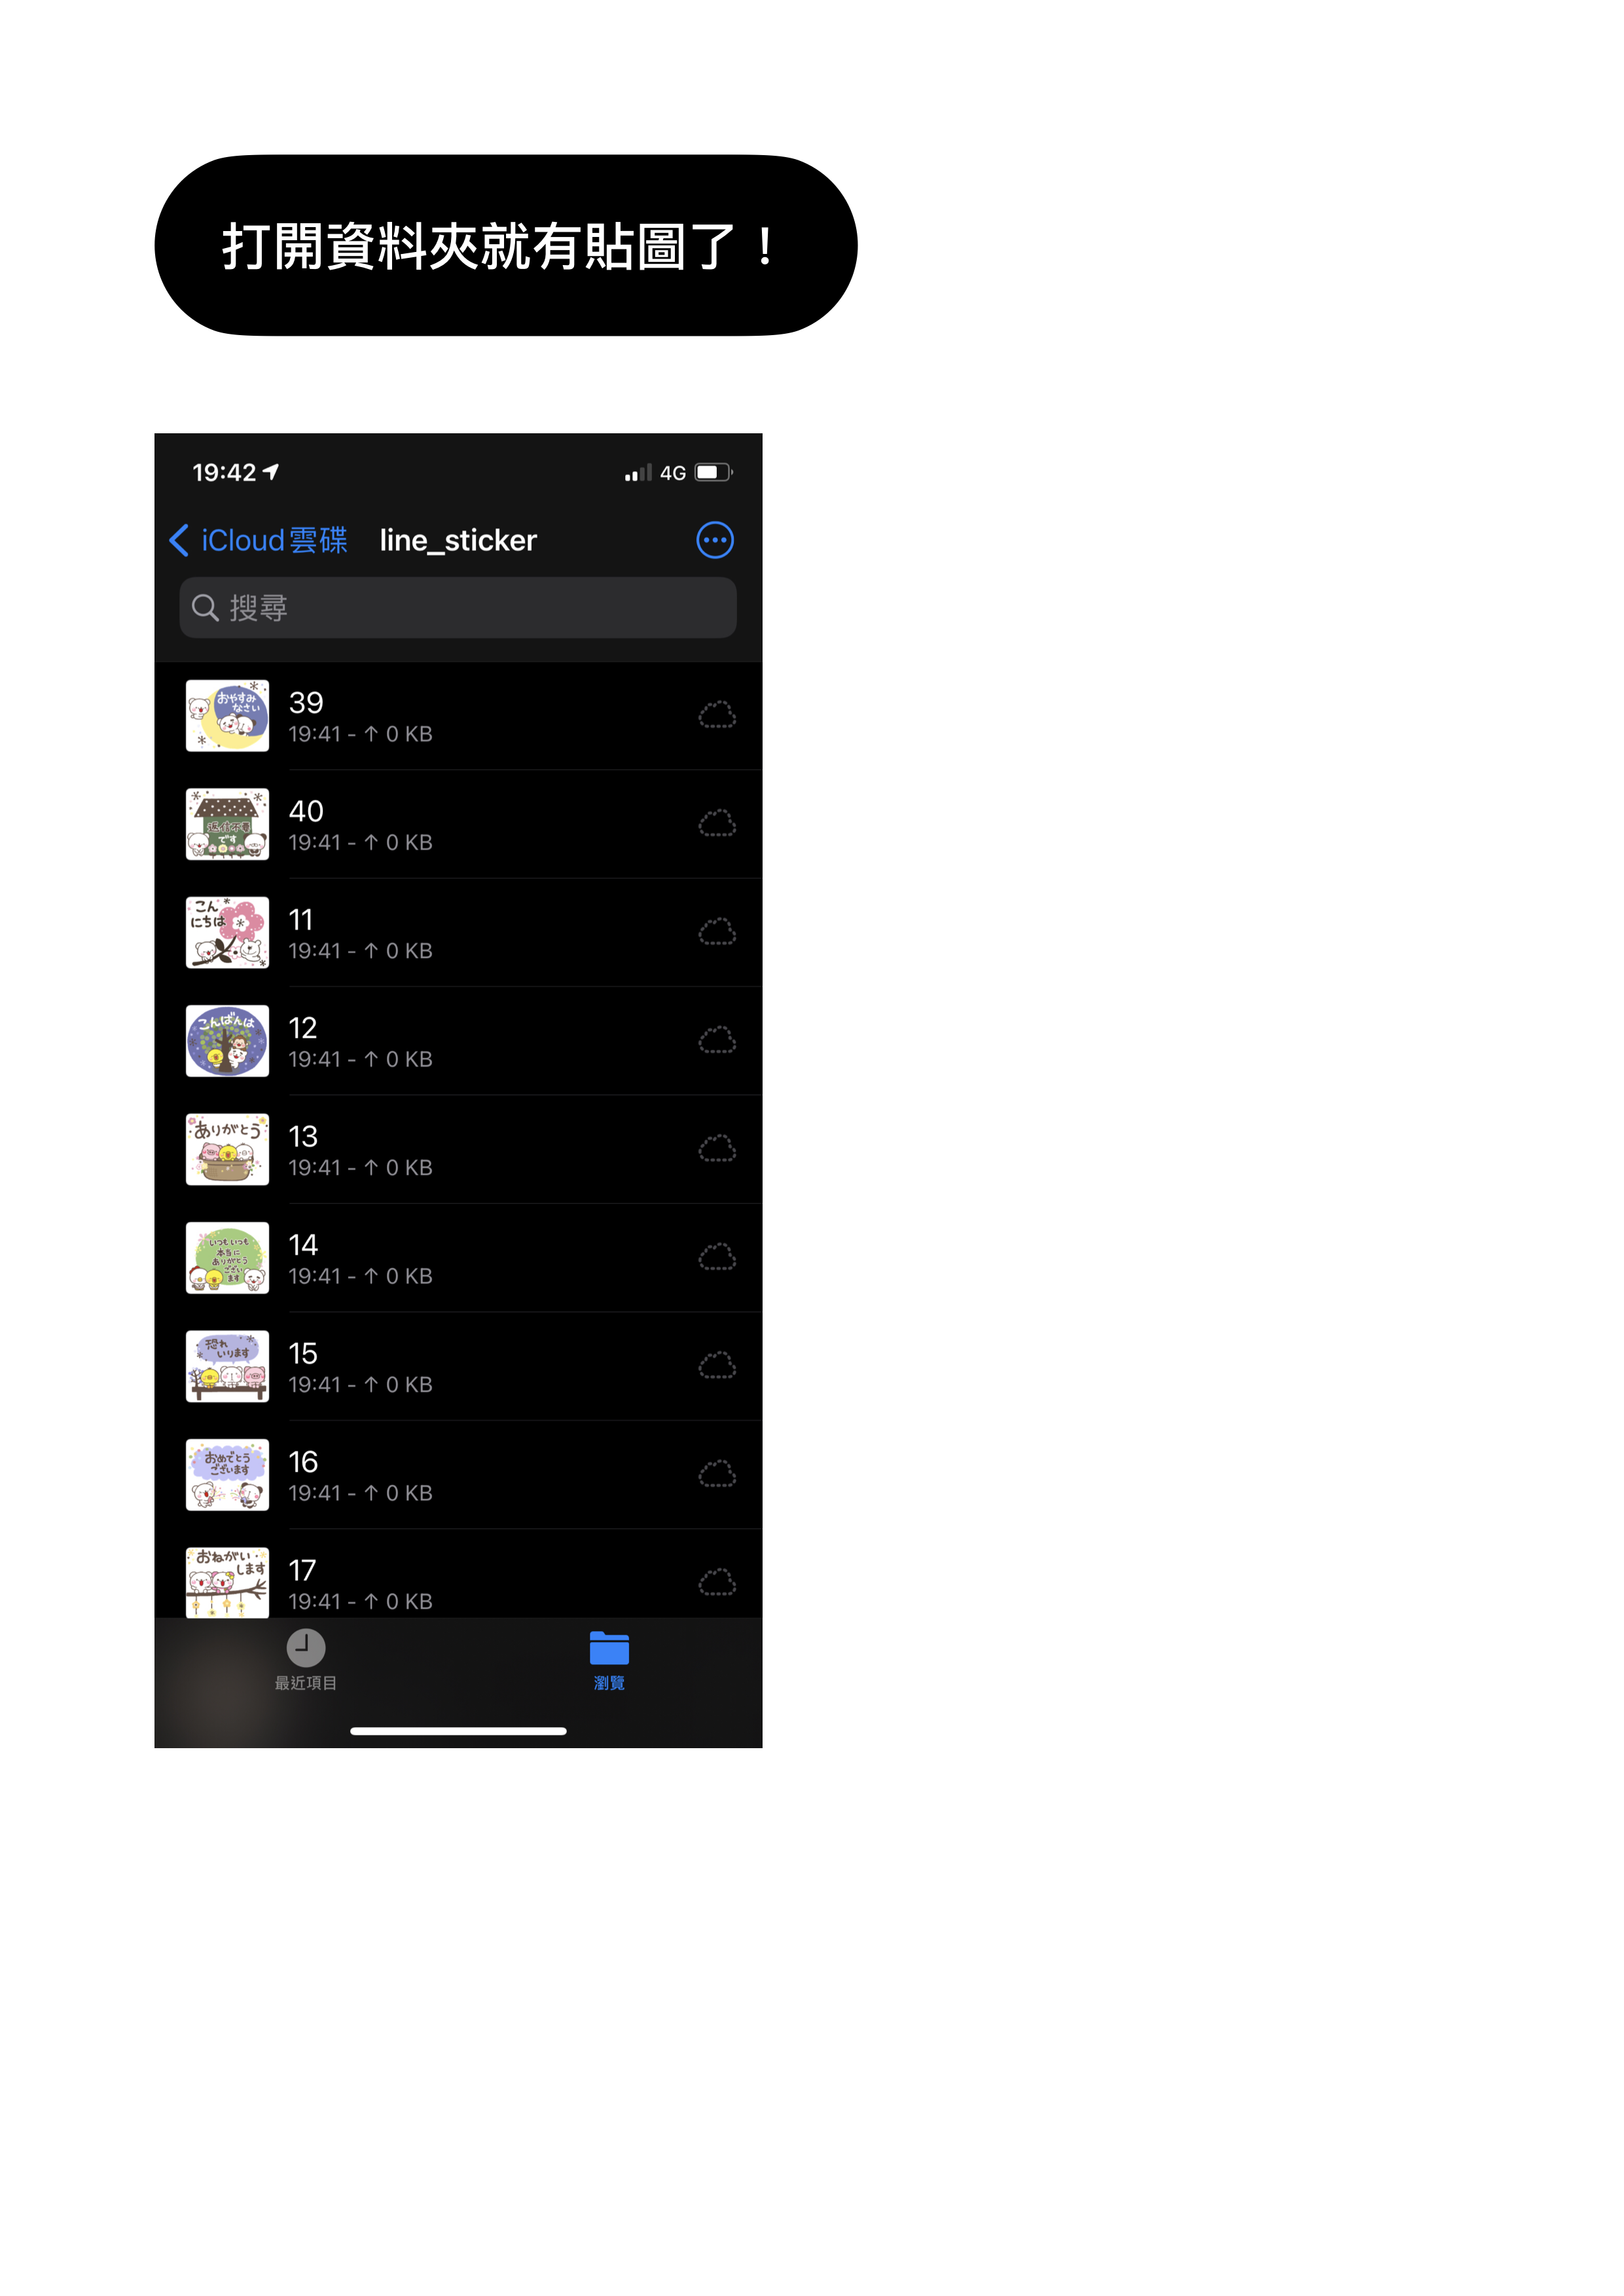 打開資料夾就有貼圖了！
19:42 4G
iCloud 雲碟 line_sticker
搜尋
おやすみ
なさい
39
19:41 - ↑ 0 KB
返信不要
です
40
19:41 - ↑ 0 KB
こん
にちは
11
19:41 - ↑ 0 KB
こんばんは
12
19:41 - ↑ 0 KB
ありがとう
13
19:41 - ↑ 0 KB
いつもいつも
本当に
ありがとう
ござい
ます
14
19:41 - ↑ 0 KB
恐れ
いります
15
19:41 - ↑ 0 KB
おめでとう
ございます
16
19:41 - ↑ 0 KB
おねがい
します
17
19:41 - ↑ 0 KB
最近項目 瀏覽